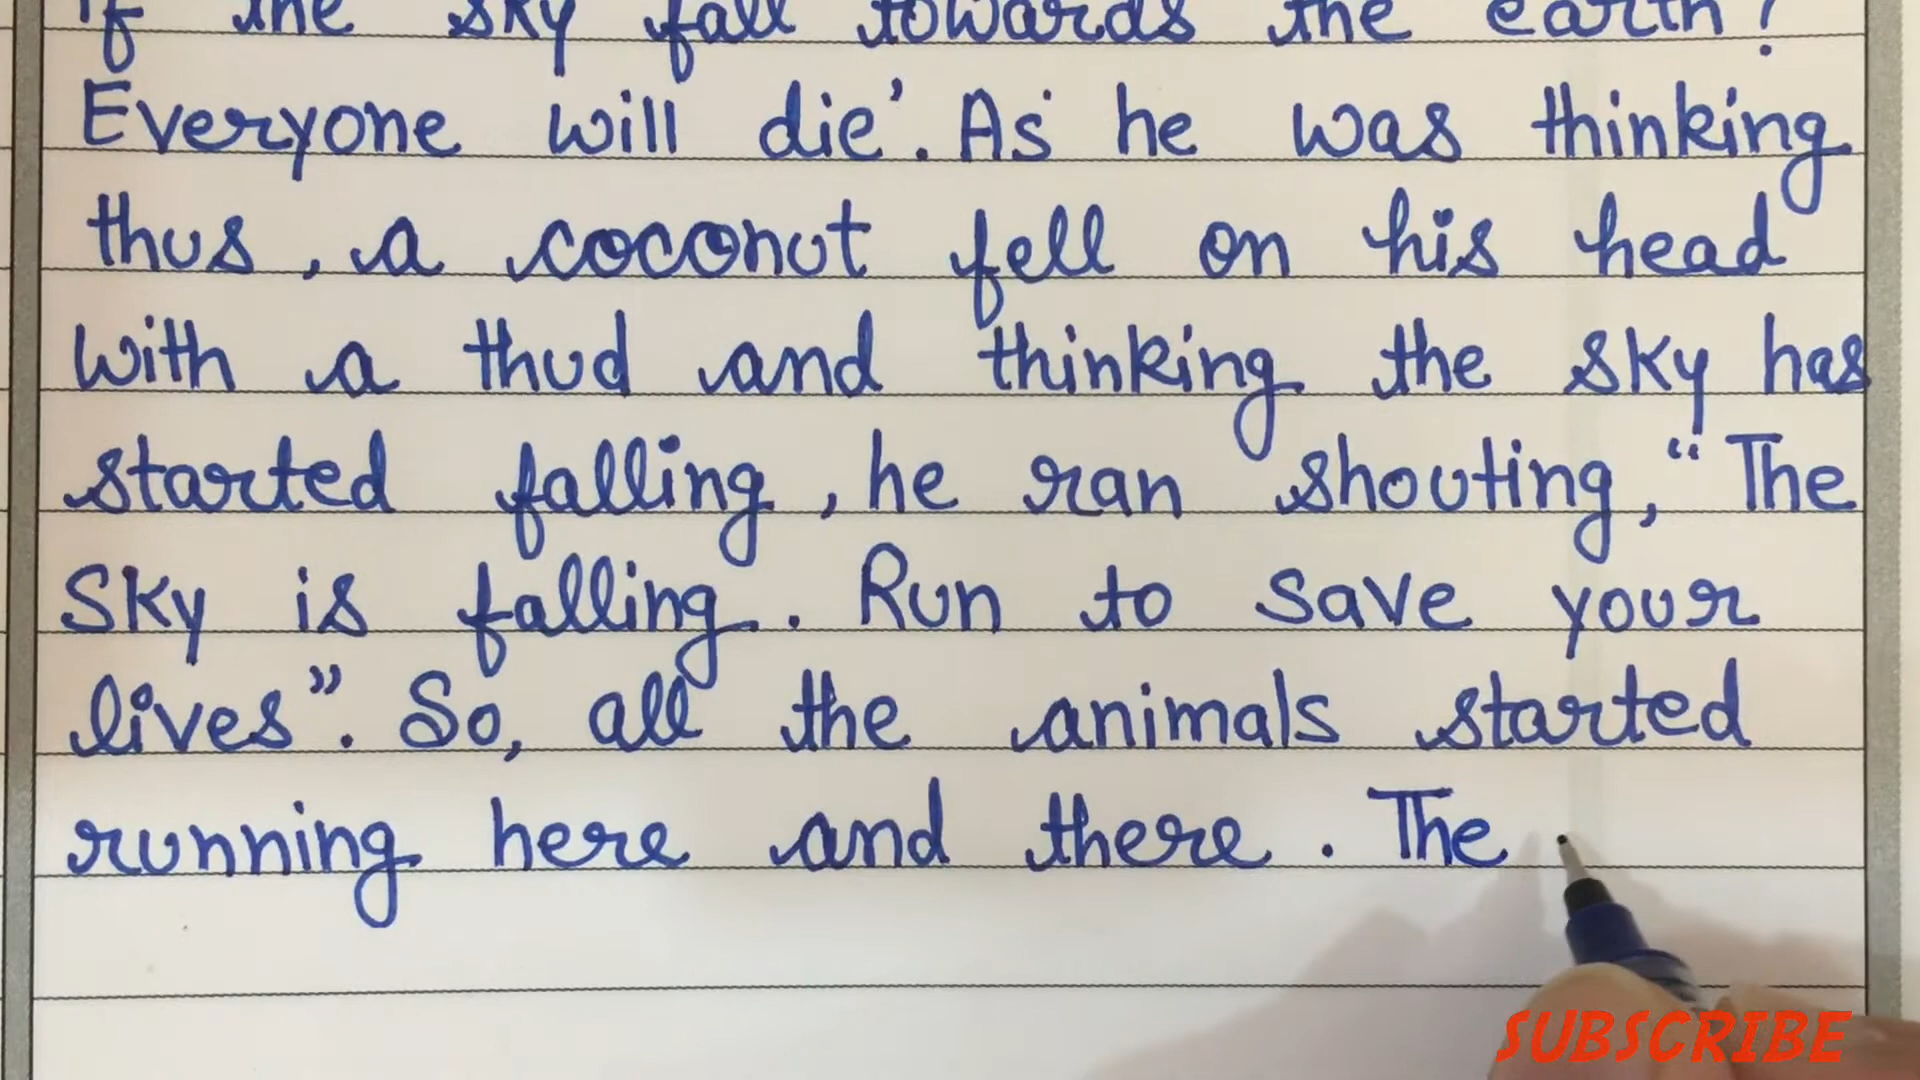 if the sky fall towards the earth?
Everyone will die'. As he was thinking
thus, a coconut fell on his head
with a thud and thinking the sky has
started falling, he ran shouting, “The
Sky is falling. Run to save your
lives”. So, all the animals started
running here and there. The
SUBSCRIBE